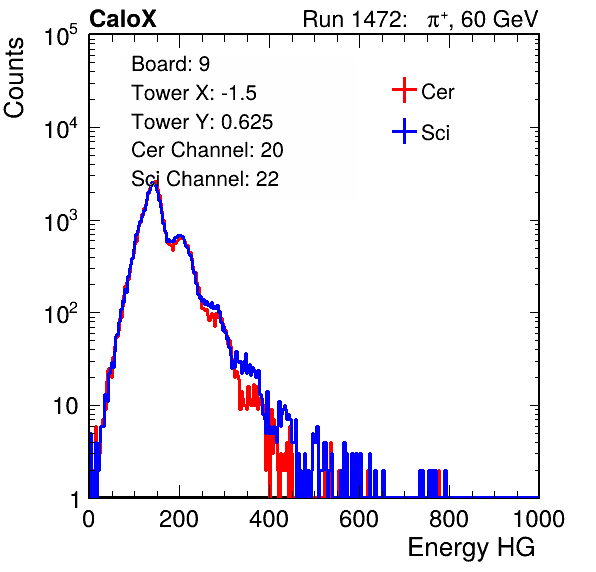 CaloX Run 1472: π⁺, 60 GeV
Counts
Board: 9
Tower X: -1.5
Tower Y: 0.625
Cer Channel: 20
Sci Channel: 22
Cer
Sci
10⁵
10⁴
10³
10²
10
1
0 200 400 600 800 1000
Energy HG